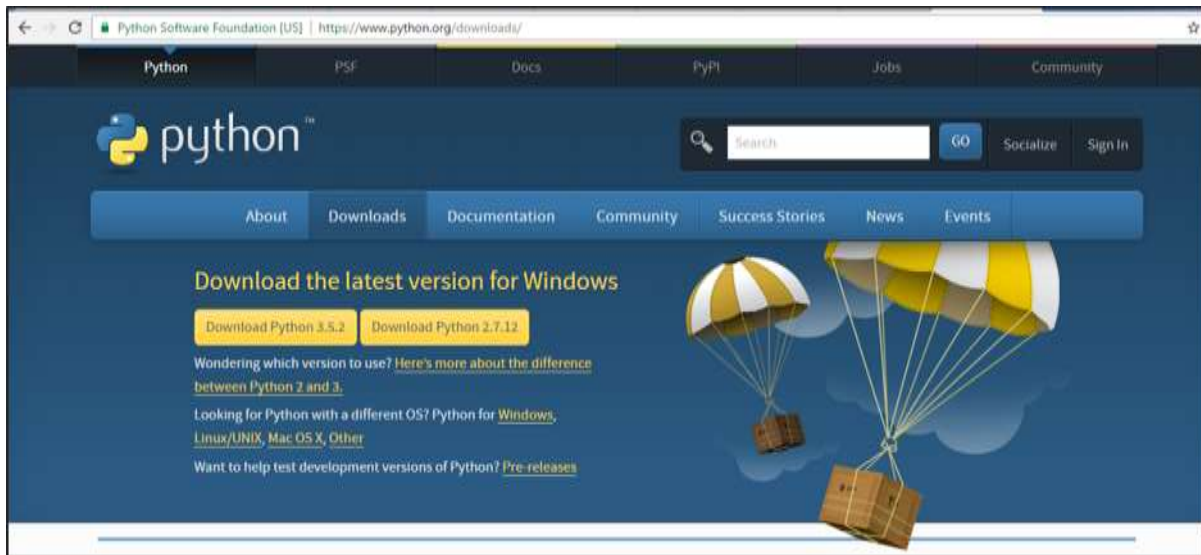 Python Software Foundation [US] | https://www.python.org/downloads/
Python PSF Docs PyPI Jobs Community
python™
Search GO Socialize Sign In
About Downloads Documentation Community Success Stories News Events
Download the latest version for Windows
Download Python 3.5.2 Download Python 2.7.12
Wondering which version to use? Here's more about the difference
between Python 2 and 3.
Looking for Python with a different OS? Python for Windows,
Linux/UNIX, Mac OS X, Other
Want to help test development versions of Python? Pre-releases